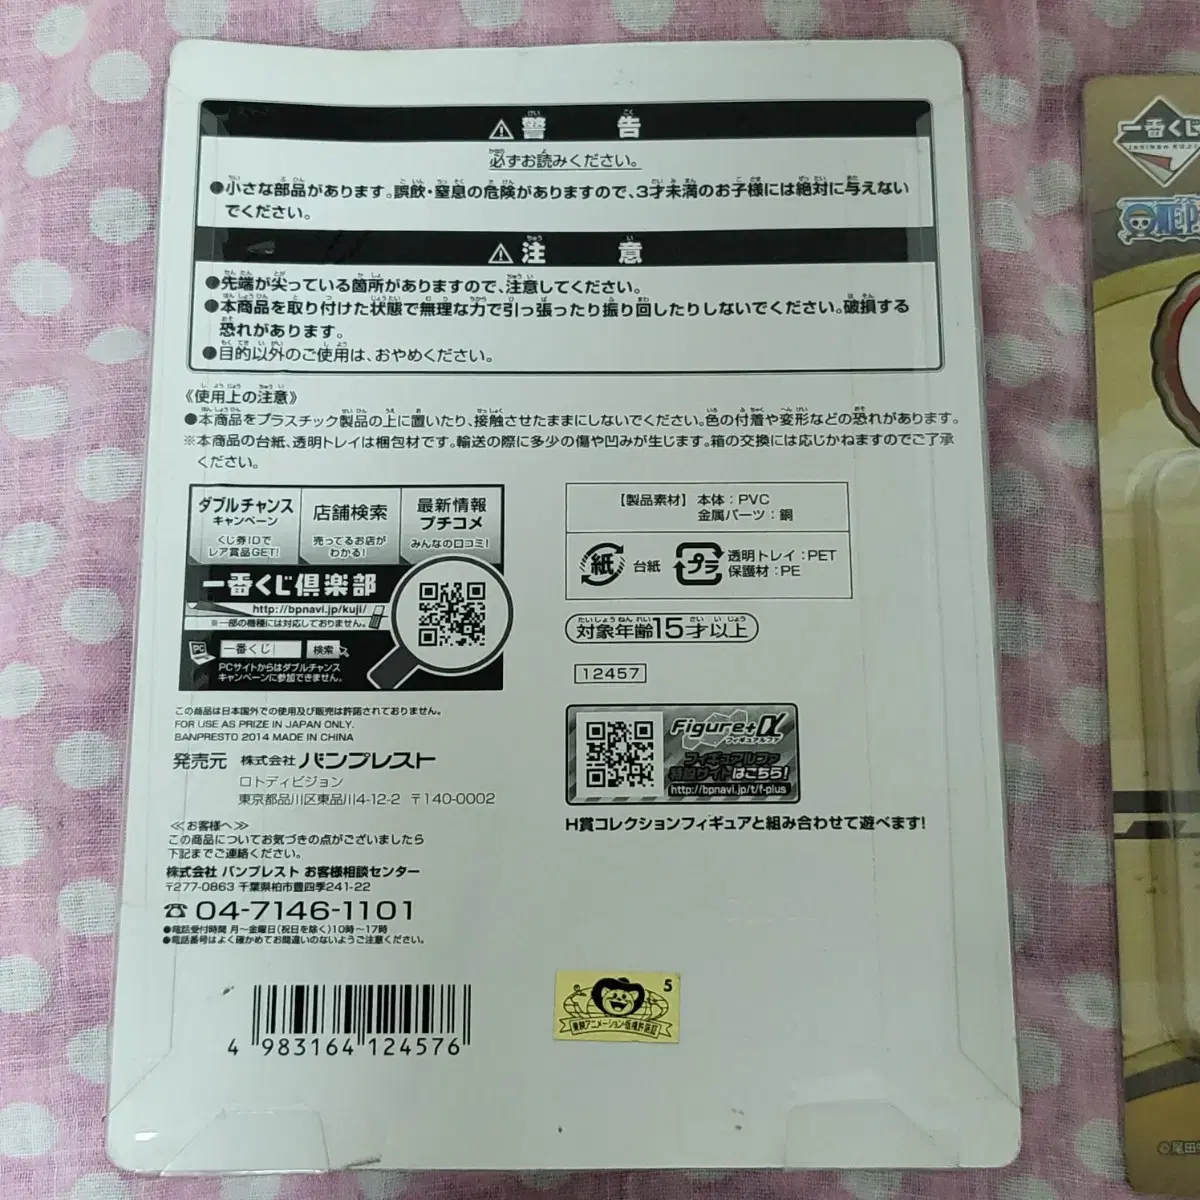 ⚠警告
必ずお読みください。
●小さな部品があります。誤飲・窒息の危険がありますので、3才未満のお子様には絶対に与えない
でください。
⚠注意
●先端が尖っている箇所がありますので、注意してください。
●本商品を取り付けた状態で無理な力で引っ張ったり振り回したりしないでください。破損する
恐れがあります。
●目的以外のご使用は、おやめください。
《使用上の注意》
●本商品をプラスチック製品の上に置いたり、接触させたままにしないでください。色の付着や変形などの恐れがあります。
※本商品の台紙、透明トレイは梱包材です。輸送の際に多少の傷や凹みが生じます。箱の交換には応じかねますのでご了承
ください。
ダブルチャンス
キャンペーン
くじ券IDで
レア賞品GET!
店舗検索
売ってるお店が
わかる!
最新情報
プチコメ
みんなの口コミ!
一番くじ倶楽部
http://bpnavi.jp/kuji/
※一部の機種には対応しておりません。
PC
一番くじ
検索
PCサイトからはダブルチャンス
キャンペーンに参加できません。
【製品素材】本体:PVC
金属パーツ:鋼
紙
台紙
プラ
透明トレイ:PET
保護材:PE
対象年齢15才以上
12457
Figure+α
フィギュアルファ
フィギュアルファ
特設サイトはこちら!
http://bpnavi.jp/t/f-plus
H賞コレクションフィギュアと組み合わせて遊べます!
この商品は日本国外での使用及び販売は許諾されておりません。
FOR USE AS PRIZE IN JAPAN ONLY.
BANPRESTO 2014 MADE IN CHINA
発売元 株式会社バンプレスト
ロトディビジョン
東京都品川区東品川4-12-2 〒140-0002
≪お客様へ≫
この商品についてお気づきの点がございましたら
下記までご連絡ください。
株式会社 バンプレスト お客様相談センター
〒277-0863 千葉県柏市豊四季241-22
☎04-7146-1101
●電話受付時間 月～金曜日(祝日を除く)10時～17時
●電話番号はよく確かめてお間違いのないようご注意ください。
4 983164 124576
5
東映アニメーション・版権許諾証
一番くじ
ICHIBAN KUJI
©尾田